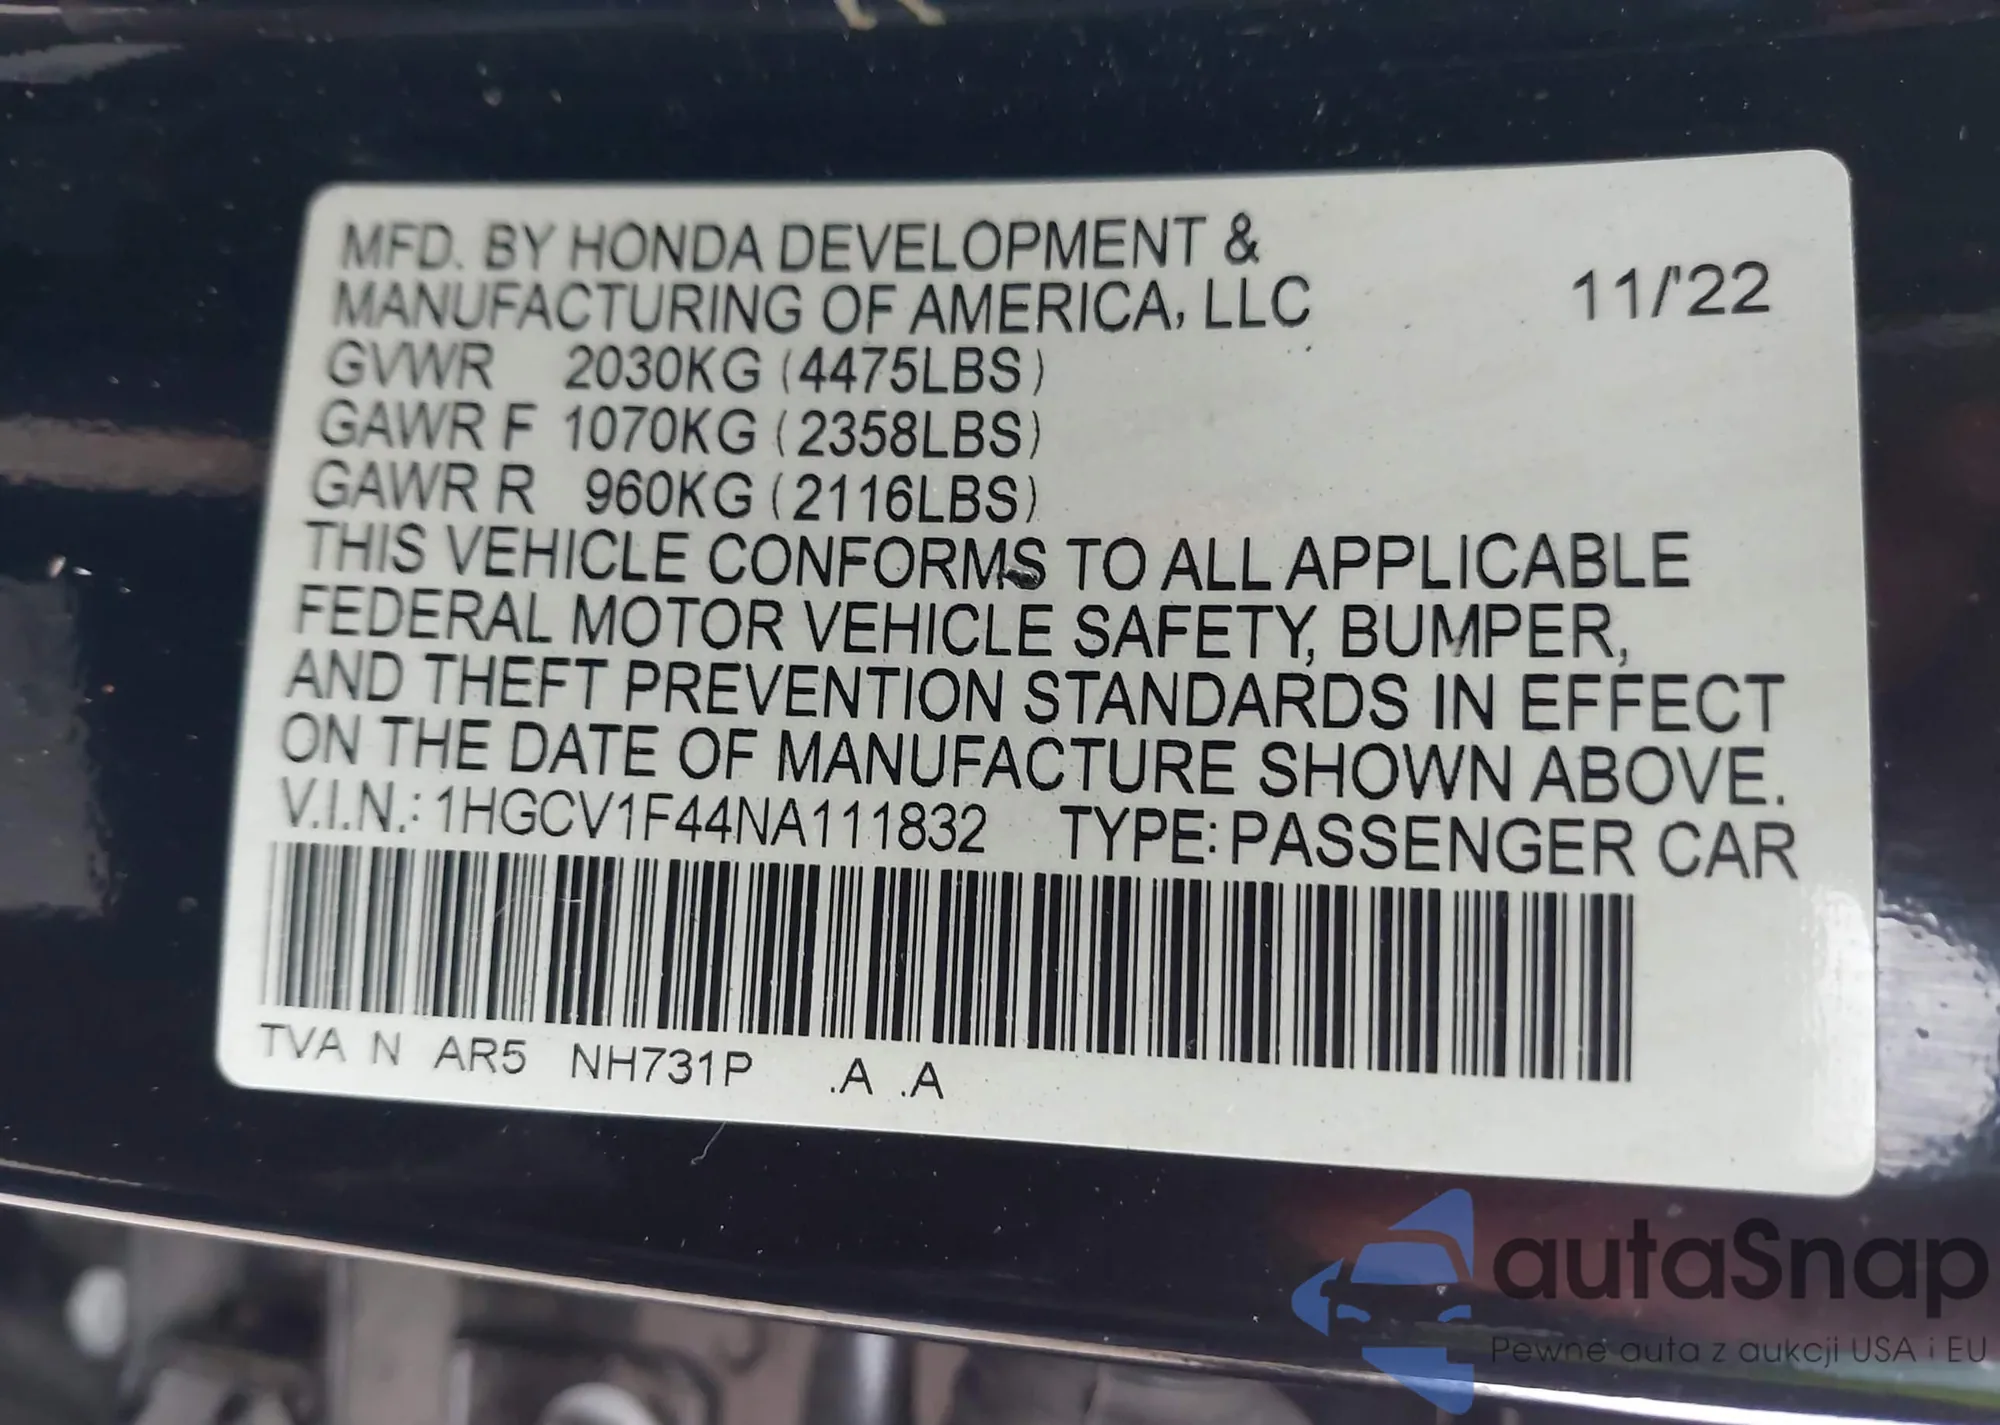 MFD. BY HONDA DEVELOPMENT &
MANUFACTURING OF AMERICA, LLC 11/'22
GVWR 2030KG (4475LBS)
GAWR F 1070KG (2358LBS)
GAWR R 960KG (2116LBS)
THIS VEHICLE CONFORMS TO ALL APPLICABLE
FEDERAL MOTOR VEHICLE SAFETY, BUMPER,
AND THEFT PREVENTION STANDARDS IN EFFECT
ON THE DATE OF MANUFACTURE SHOWN ABOVE.
V.I.N.: 1HGCV1F44NA111832 TYPE: PASSENGER CAR
TVA N AR5 NH731P .A .A
autaSnap
Pewne auta z aukcji USA i EU